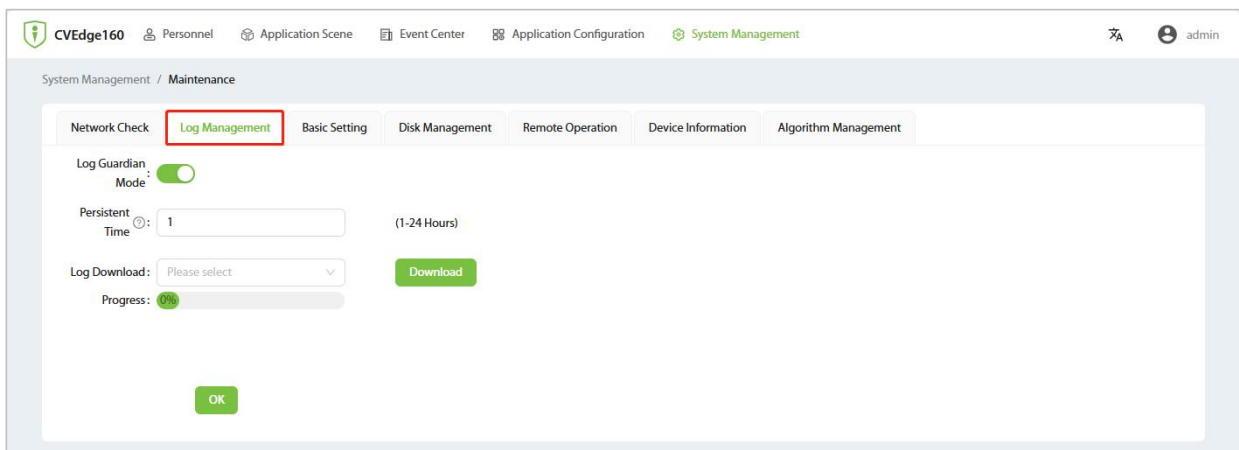 CVEdge160 Personnel Application Scene Event Center Application Configuration System Management admin
System Management / Maintenance
Network Check Log Management Basic Setting Disk Management Remote Operation Device Information Algorithm Management
Log Guardian
Mode :
Persistent
Time ? : 1 (1-24 Hours)
Log Download : Please select Download
Progress : 0%
OK